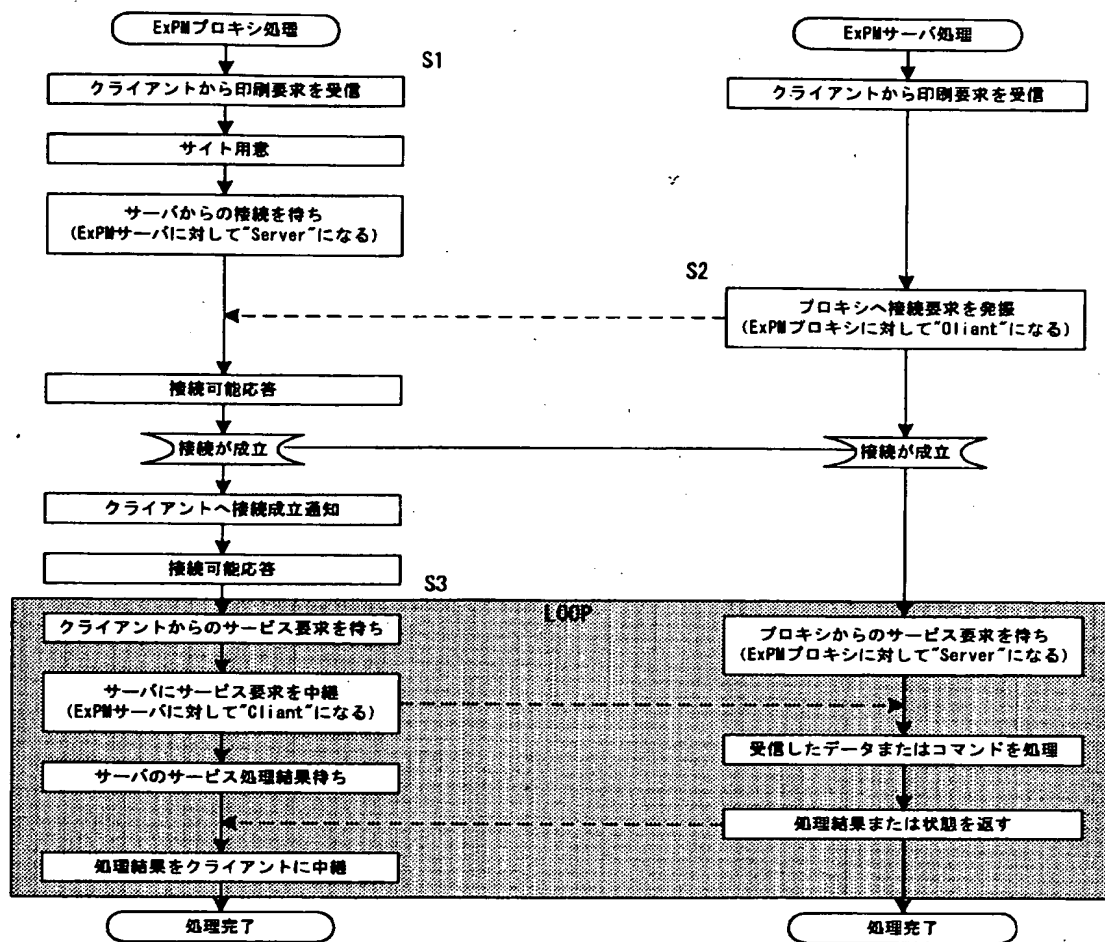 ExPMプロキシ処理
S1
クライアントから印刷要求を受信
サイト用意
サーバからの接続を待ち
(ExPMサーバに対して"Server"になる)
接続可能応答
接続が成立
クライアントへ接続成立通知
接続可能応答
ExPMサーバ処理
クライアントから印刷要求を受信
S2
プロキシへ接続要求を発振
(ExPMプロキシに対して"Cliant"になる)
接続が成立
S3
LOOP
クライアントからのサービス要求を待ち
サーバにサービス要求を中継
(ExPMサーバに対して"Cliant"になる)
サーバのサービス処理結果待ち
処理結果をクライアントに中継
処理完了
プロキシからのサービス要求を待ち
(ExPMプロキシに対して"Server"になる)
受信したデータまたはコマンドを処理
処理結果または状態を返す
処理完了